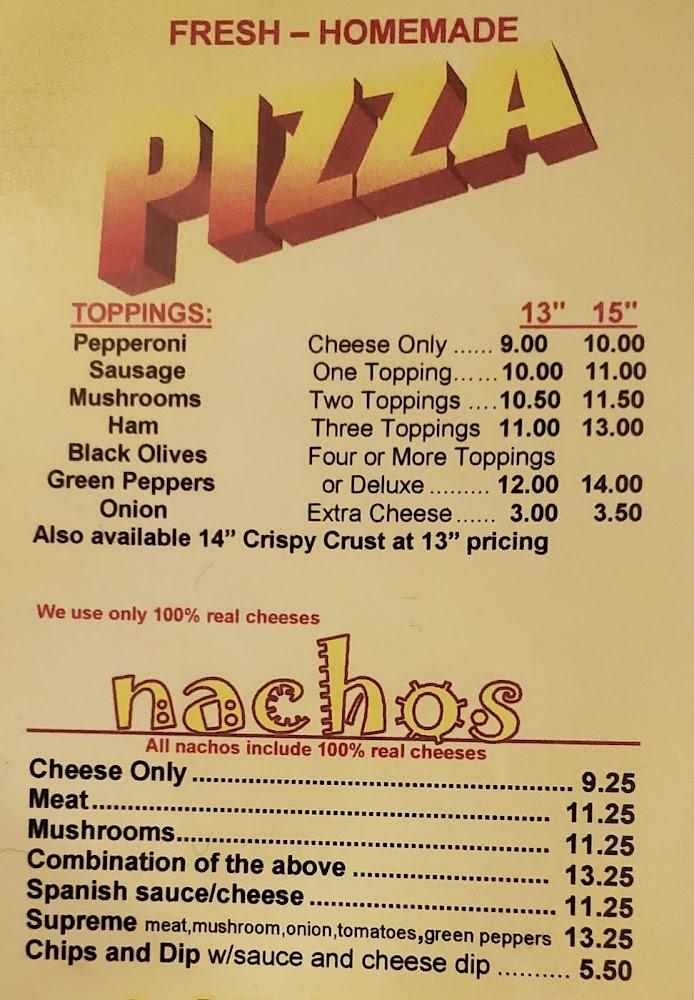 FRESH – HOMEMADE
PIZZA
TOPPINGS: 13" 15"
Pepperoni Cheese Only ...... 9.00 10.00
Sausage One Topping...... 10.00 11.00
Mushrooms Two Toppings .... 10.50 11.50
Ham Three Toppings 11.00 13.00
Black Olives Four or More Toppings
Green Peppers or Deluxe ......... 12.00 14.00
Onion Extra Cheese...... 3.00 3.50
Also available 14” Crispy Crust at 13” pricing
We use only 100% real cheeses
nachos
All nachos include 100% real cheeses
Cheese Only .................................................. 9.25
Meat............................................................ 11.25
Mushrooms.................................................. 11.25
Combination of the above ........................... 13.25
Spanish sauce/cheese ................................. 11.25
Supreme meat,mushroom,onion,tomatoes,green peppers 13.25
Chips and Dip w/sauce and cheese dip .......... 5.50